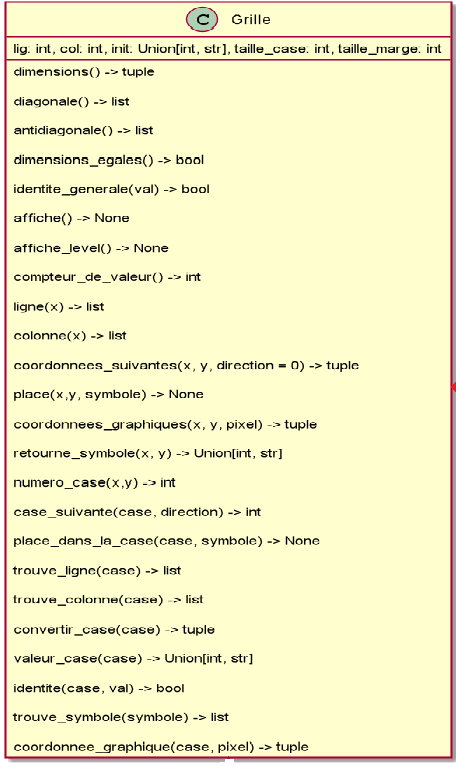 C Grille
lig: int, col: int, init: Union[int, str], taille_case: int, taille_marge: int
dimensions() -> tuple
diagonale() -> list
antidiagonale() -> list
dimensions_egales() -> bool
identite_generale(val) -> bool
affiche() -> None
affiche_level() -> None
compteur_de_valeur() -> int
ligne(x) -> list
colonne(x) -> list
coordonnees_suivantes(x, y, direction = 0) -> tuple
place(x,y, symbole) -> None
coordonnees_graphiques(x, y, pixel) -> tuple
retourne_symbole(x, y) -> Union[int, str]
numero_case(x,y) -> int
case_suivante(case, direction) -> int
place_dans_la_case(case, symbole) -> None
trouve_ligne(case) -> list
trouve_colonne(case) -> list
convertir_case(case) -> tuple
valeur_case(case) -> Union[int, str]
identite(case, val) -> bool
trouve_symbole(symbole) -> list
coordonnee_graphique(case, pixel) -> tuple